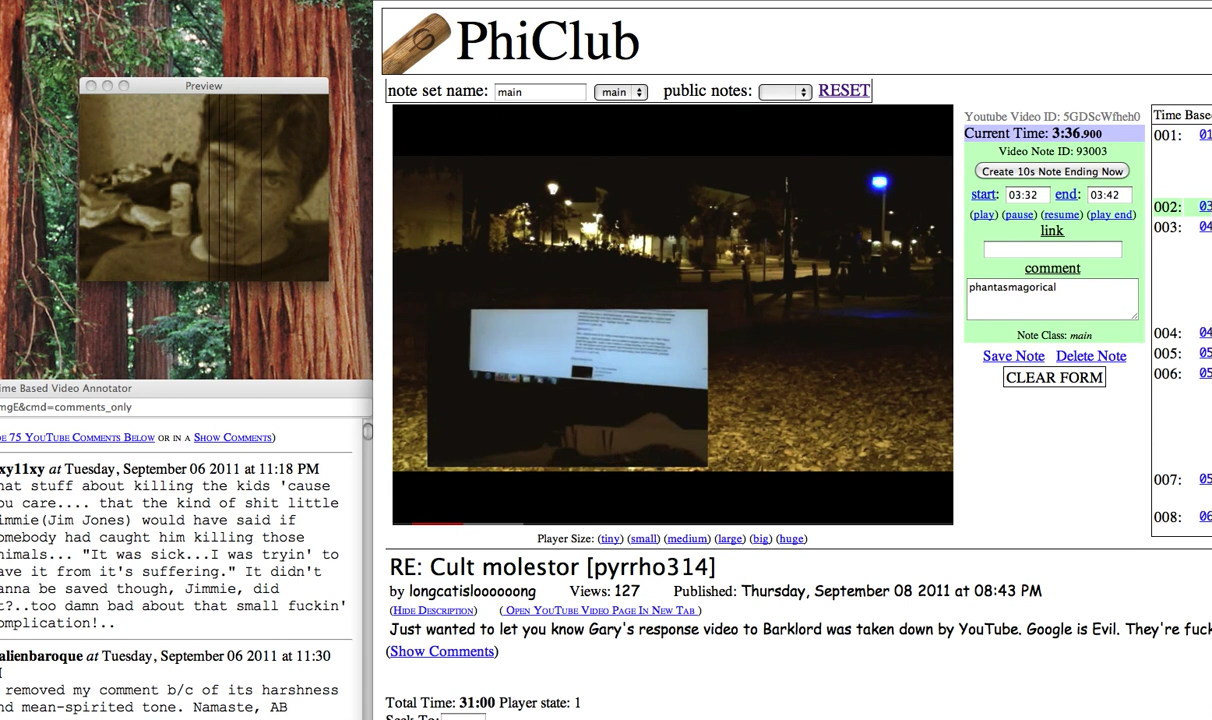 Preview
PhiClub
note set name: main main public notes: RESET
Youtube Video ID: 5GDScWfheh0
Current Time: 3:36.900
Video Note ID: 93003
Create 10s Note Ending Now
start: 03:32 end: 03:42
(play) (pause) (resume) (play end)
link
comment
phantasmagorical
Note Class: main
Save Note Delete Note
CLEAR FORM
Time Base
001: 01
002: 03
003: 04
004: 04
005: 05
006: 05
007: 05
008: 06
Player Size: (tiny) (small) (medium) (large) (big) (huge)
RE: Cult molestor [pyrrho314]
by longcatislooooooong Views: 127 Published: Thursday, September 08 2011 at 08:43 PM
(Hide Description) ( Open YouTube Video Page In New Tab )
Just wanted to let you know Gary's response video to Barklord was taken down by YouTube. Google is Evil. They're fuck
(Show Comments)
Total Time: 31:00 Player state: 1
Seek To:
ime Based Video Annotator
mgE&cmd=comments_only
de 75 YouTube Comments Below or in a Show Comments)
xy11xy at Tuesday, September 06 2011 at 11:18 PM
hat stuff about killing the kids 'cause
ou care.... that the kind of shit little
immie(Jim Jones) would have said if
omebody had caught him killing those
nimals... "It was sick...I was tryin' to
ave it from it's suffering." It didn't
anna be saved though, Jimmie, did
t?..too damn bad about that small fuckin'
omplication!..
alienbaroque at Tuesday, September 06 2011 at 11:30
M
removed my comment b/c of its harshness
nd mean-spirited tone. Namaste, AB